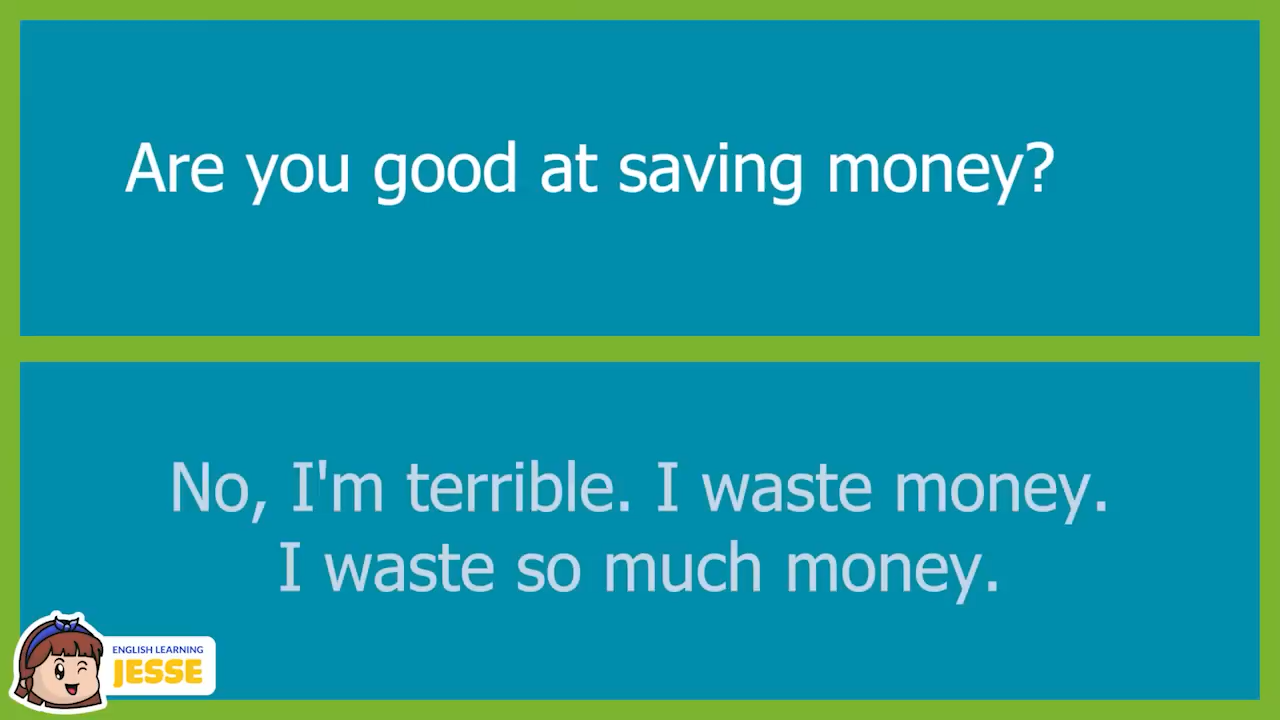 Are you good at saving money?
No, I'm terrible. I waste money.
I waste so much money.
ENGLISH LEARNING
JESSE